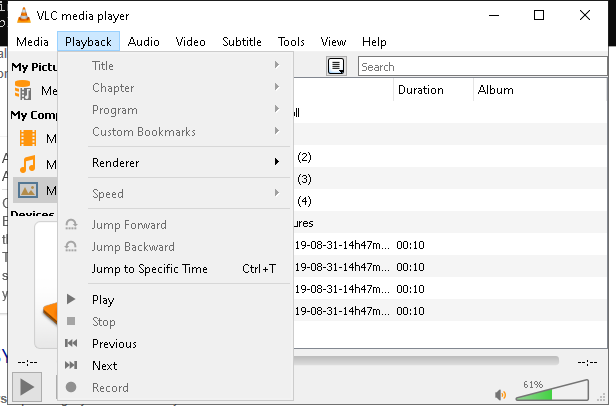 VLC media player
Media Playback Audio Video Subtitle Tools View Help
My Pictu
Title
Search
Me
Chapter
Duration Album
Program
ll
My Comp
Custom Bookmarks
M
Renderer
(2)
M
(3)
M
Speed
(4)
Devices
Jump Forward
ures
Jump Backward
19-08-31-14h47m... 00:10
Jump to Specific Time Ctrl+T
19-08-31-14h47m... 00:10
Play
19-08-31-14h47m... 00:10
Stop
19-08-31-14h47m... 00:10
Previous
--:-- --:--
Next
Record
61%